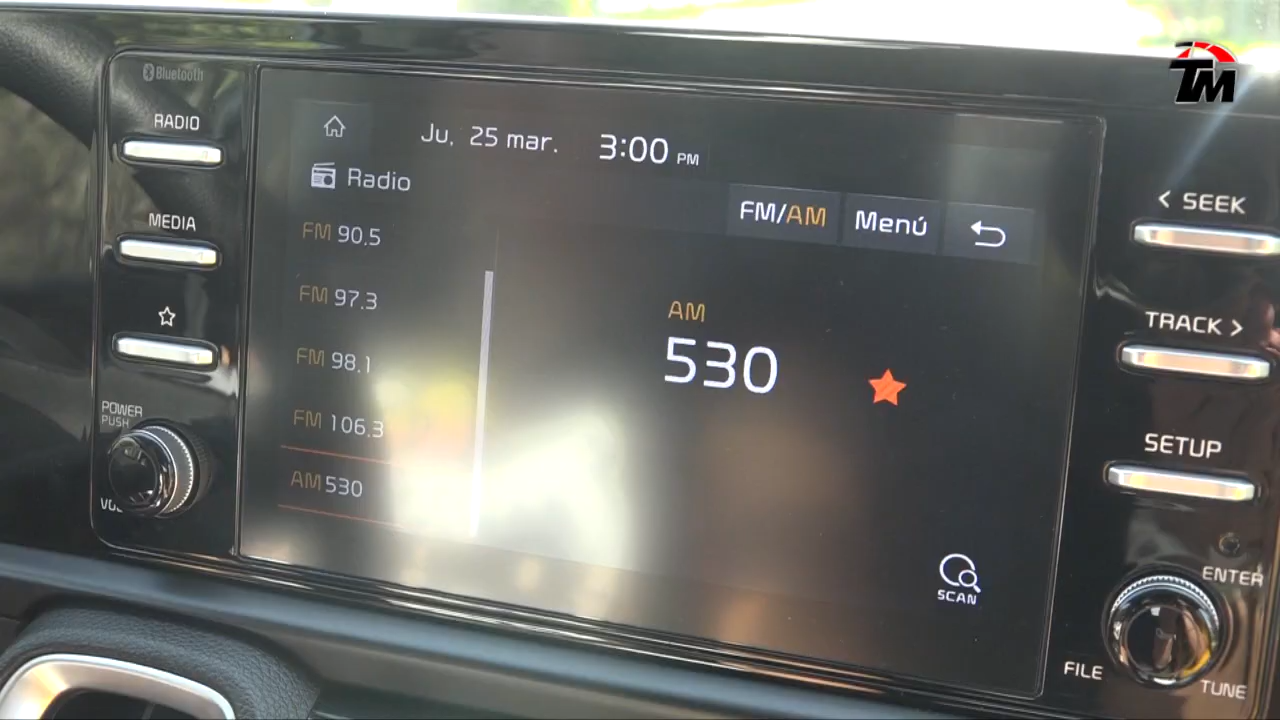 Bluetooth
RADIO
MEDIA
POWER
PUSH
VOL
Ju, 25 mar.
3:00 PM
Radio
FM/AM
Menú
FM 90.5
FM 97.3
FM 98.1
FM 106.3
AM 530
AM
530
SCAN
< SEEK
TRACK >
SETUP
ENTER
FILE
TUNE
TM